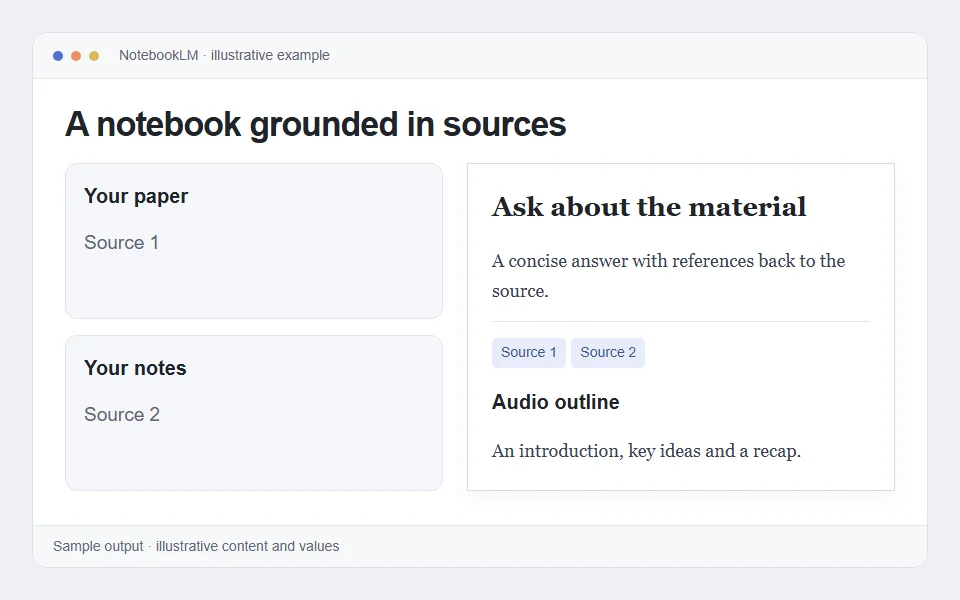 NotebookLM · illustrative example
A notebook grounded in sources
Your paper
Source 1
Your notes
Source 2
Ask about the material
A concise answer with references back to the
source.
Source 1 Source 2
Audio outline
An introduction, key ideas and a recap.
Sample output · illustrative content and values